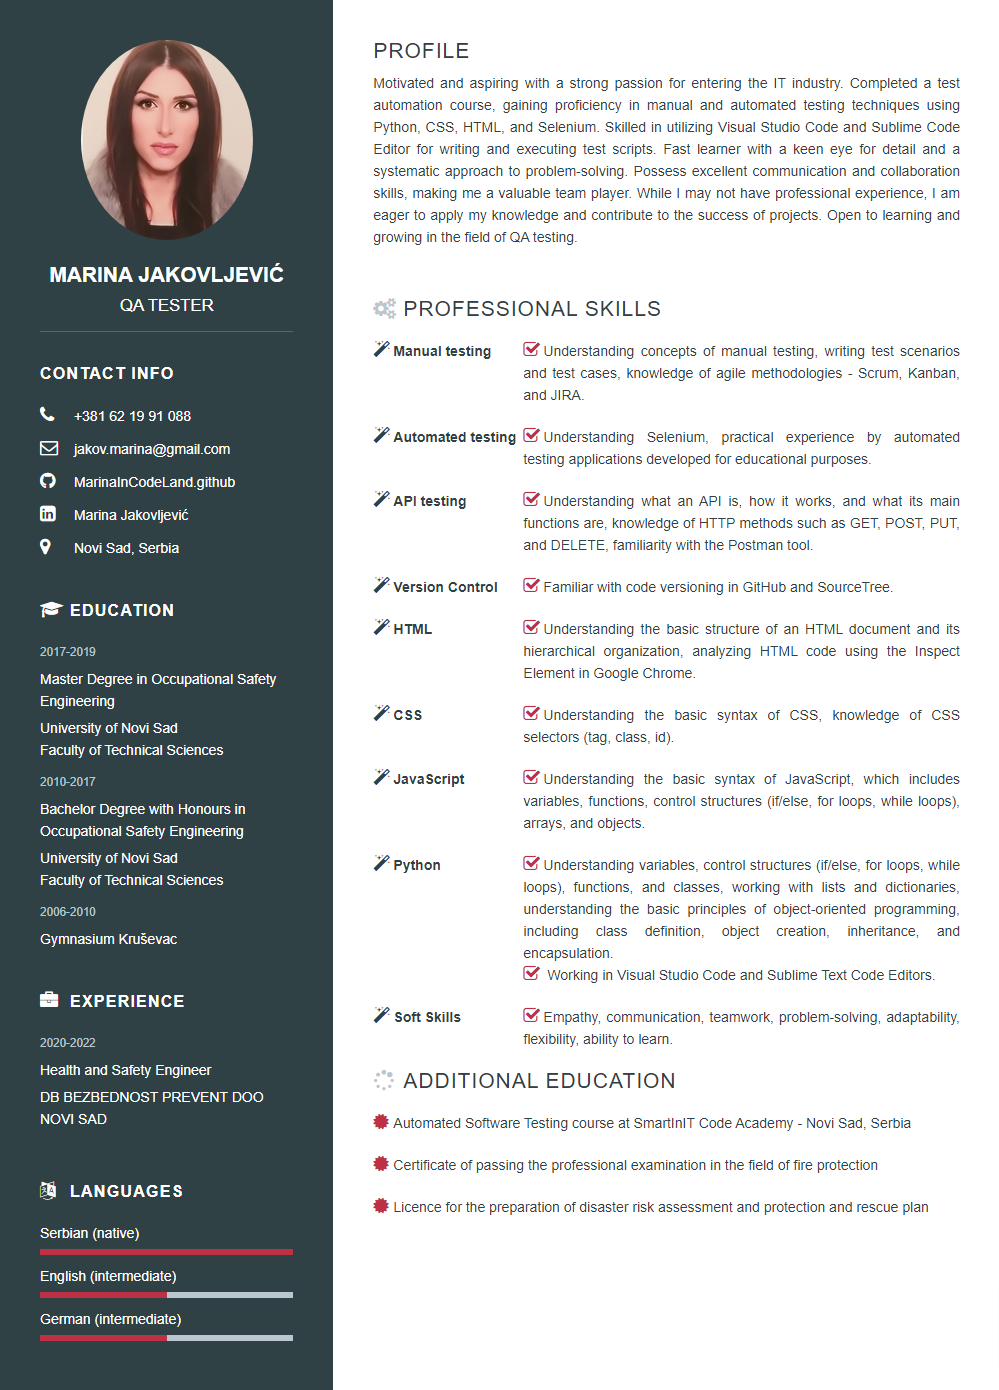 MARINA JAKOVLJEVIĆ
QA TESTER
CONTACT INFO
+381 62 19 91 088
jakov.marina@gmail.com
MarinaInCodeLand.github
Marina Jakovljević
Novi Sad, Serbia
EDUCATION
2017-2019
Master Degree in Occupational Safety
Engineering
University of Novi Sad
Faculty of Technical Sciences
2010-2017
Bachelor Degree with Honours in
Occupational Safety Engineering
University of Novi Sad
Faculty of Technical Sciences
2006-2010
Gymnasium Kruševac
EXPERIENCE
2020-2022
Health and Safety Engineer
DB BEZBEDNOST PREVENT DOO
NOVI SAD
LANGUAGES
Serbian (native)
English (intermediate)
German (intermediate)
PROFILE
Motivated and aspiring with a strong passion for entering the IT industry. Completed a test
automation course, gaining proficiency in manual and automated testing techniques using
Python, CSS, HTML, and Selenium. Skilled in utilizing Visual Studio Code and Sublime Code
Editor for writing and executing test scripts. Fast learner with a keen eye for detail and a
systematic approach to problem-solving. Possess excellent communication and collaboration
skills, making me a valuable team player. While I may not have professional experience, I am
eager to apply my knowledge and contribute to the success of projects. Open to learning and
growing in the field of QA testing.
PROFESSIONAL SKILLS
Manual testing Understanding concepts of manual testing, writing test scenarios
and test cases, knowledge of agile methodologies - Scrum, Kanban,
and JIRA.
Automated testing Understanding Selenium, practical experience by automated
testing applications developed for educational purposes.
API testing Understanding what an API is, how it works, and what its main
functions are, knowledge of HTTP methods such as GET, POST, PUT,
and DELETE, familiarity with the Postman tool.
Version Control Familiar with code versioning in GitHub and SourceTree.
HTML Understanding the basic structure of an HTML document and its
hierarchical organization, analyzing HTML code using the Inspect
Element in Google Chrome.
CSS Understanding the basic syntax of CSS, knowledge of CSS
selectors (tag, class, id).
JavaScript Understanding the basic syntax of JavaScript, which includes
variables, functions, control structures (if/else, for loops, while loops),
arrays, and objects.
Python Understanding variables, control structures (if/else, for loops, while
loops), functions, and classes, working with lists and dictionaries,
understanding the basic principles of object-oriented programming,
including class definition, object creation, inheritance, and
encapsulation.
Working in Visual Studio Code and Sublime Text Code Editors.
Soft Skills Empathy, communication, teamwork, problem-solving, adaptability,
flexibility, ability to learn.
ADDITIONAL EDUCATION
Automated Software Testing course at SmartInIT Code Academy - Novi Sad, Serbia
Certificate of passing the professional examination in the field of fire protection
Licence for the preparation of disaster risk assessment and protection and rescue plan